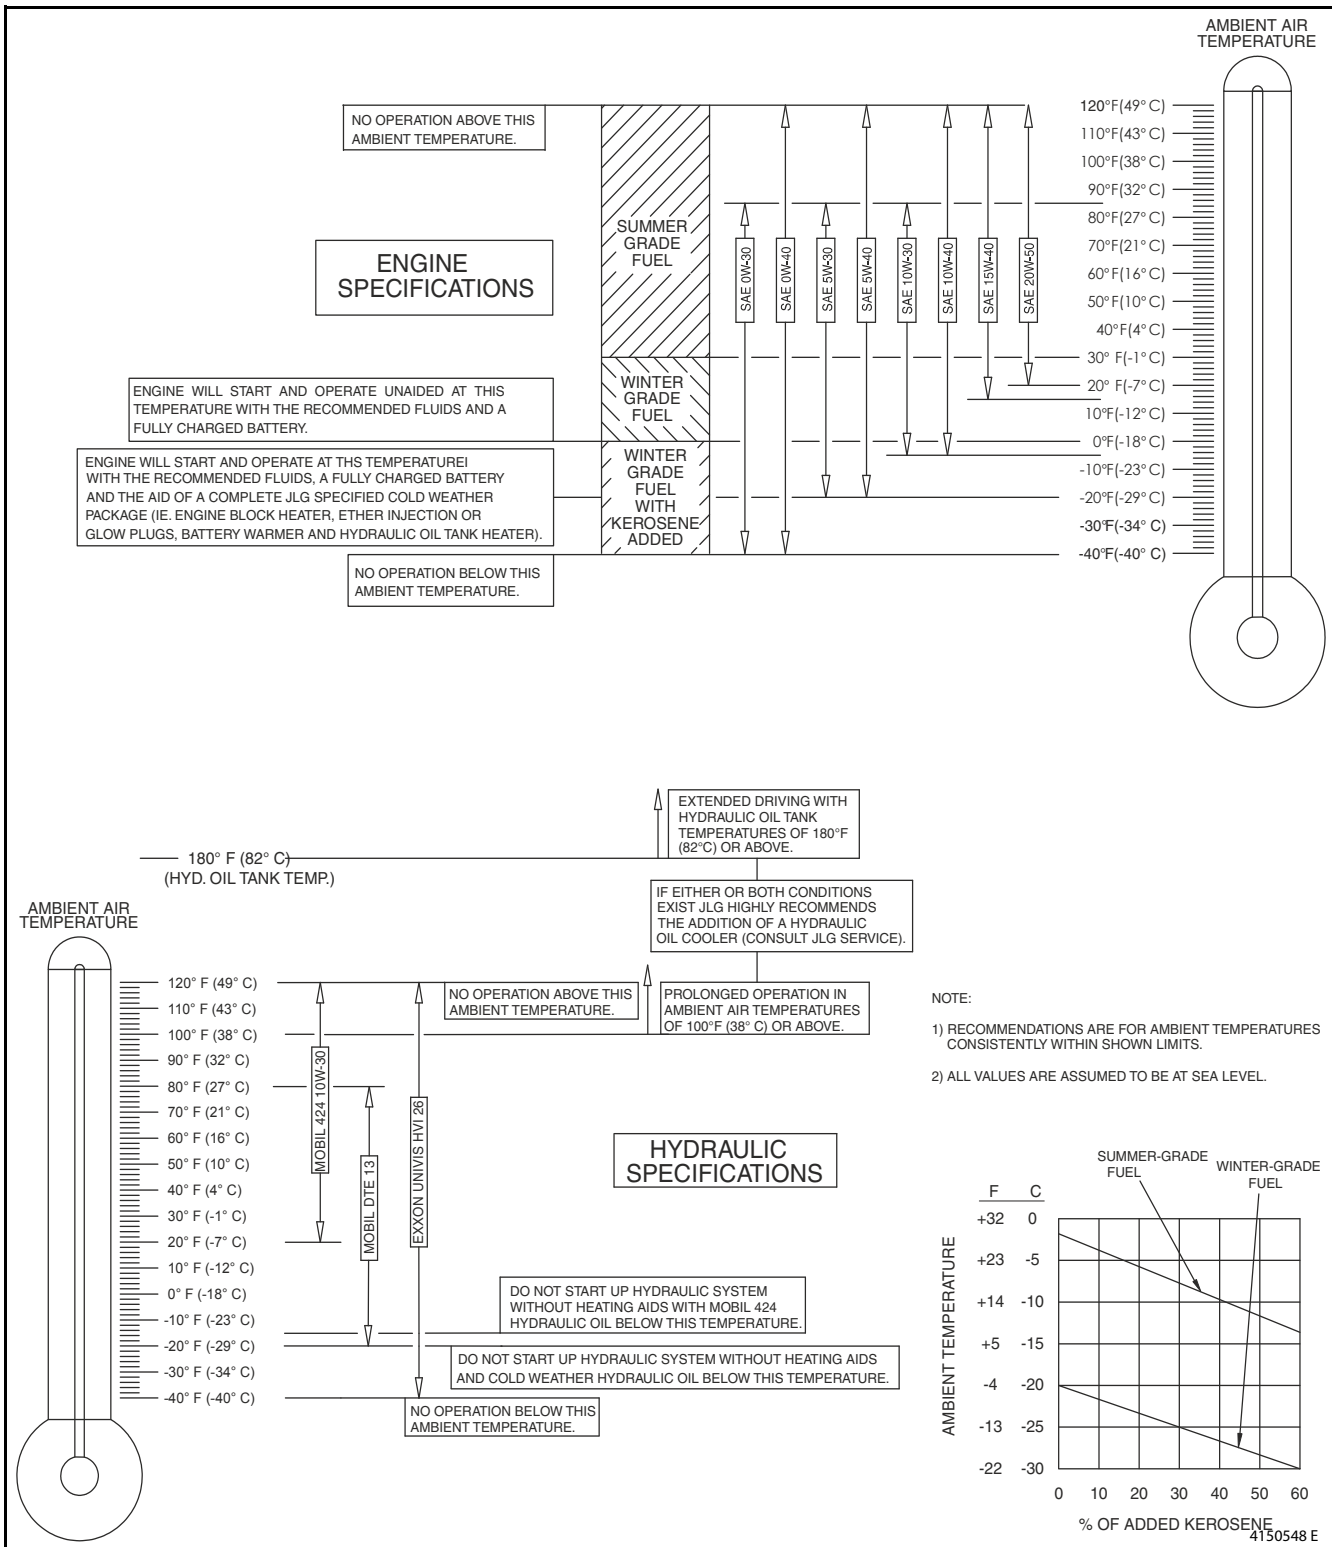 AMBIENT AIR
TEMPERATURE
120°F(49° C)
110°F(43° C)
100°F(38° C)
90°F(32° C)
80°F(27° C)
70°F(21° C)
60°F(16° C)
50°F(10° C)
40°F(4° C)
30° F(-1° C)
20° F(-7° C)
10°F(-12° C)
0°F(-18° C)
-10°F(-23° C)
-20°F(-29° C)
-30°F(-34° C)
-40°F(-40° C)
NO OPERATION ABOVE THIS
AMBIENT TEMPERATURE.
ENGINE
SPECIFICATIONS
SUMMER
GRADE
FUEL
WINTER
GRADE
FUEL
WINTER
GRADE
FUEL
WITH
KEROSENE
ADDED
SAE 0W-30
SAE 0W-40
SAE 5W-30
SAE 5W-40
SAE 10W-30
SAE 10W-40
SAE 15W-40
SAE 20W-50
ENGINE WILL START AND OPERATE UNAIDED AT THIS
TEMPERATURE WITH THE RECOMMENDED FLUIDS AND A
FULLY CHARGED BATTERY.
ENGINE WILL START AND OPERATE AT THS TEMPERATUREI
WITH THE RECOMMENDED FLUIDS, A FULLY CHARGED BATTERY
AND THE AID OF A COMPLETE JLG SPECIFIED COLD WEATHER
PACKAGE (IE. ENGINE BLOCK HEATER, ETHER INJECTION OR
GLOW PLUGS, BATTERY WARMER AND HYDRAULIC OIL TANK HEATER).
NO OPERATION BELOW THIS
AMBIENT TEMPERATURE.
EXTENDED DRIVING WITH
HYDRAULIC OIL TANK
TEMPERATURES OF 180°F
(82°C) OR ABOVE.
180° F (82° C)
(HYD. OIL TANK TEMP.)
IF EITHER OR BOTH CONDITIONS
EXIST JLG HIGHLY RECOMMENDS
THE ADDITION OF A HYDRAULIC
OIL COOLER (CONSULT JLG SERVICE).
AMBIENT AIR
TEMPERATURE
120° F (49° C)
110° F (43° C)
100° F (38° C)
90° F (32° C)
80° F (27° C)
70° F (21° C)
60° F (16° C)
50° F (10° C)
40° F (4° C)
30° F (-1° C)
20° F (-7° C)
10° F (-12° C)
0° F (-18° C)
-10° F (-23° C)
-20° F (-29° C)
-30° F (-34° C)
-40° F (-40° C)
MOBIL 424 10W-30
MOBIL DTE 13
EXXON UNIVIS HVI 26
NO OPERATION ABOVE THIS
AMBIENT TEMPERATURE.
PROLONGED OPERATION IN
AMBIENT AIR TEMPERATURES
OF 100°F (38° C) OR ABOVE.
HYDRAULIC
SPECIFICATIONS
DO NOT START UP HYDRAULIC SYSTEM
WITHOUT HEATING AIDS WITH MOBIL 424
HYDRAULIC OIL BELOW THIS TEMPERATURE.
DO NOT START UP HYDRAULIC SYSTEM WITHOUT HEATING AIDS
AND COLD WEATHER HYDRAULIC OIL BELOW THIS TEMPERATURE.
NO OPERATION BELOW THIS
AMBIENT TEMPERATURE.
NOTE:
1) RECOMMENDATIONS ARE FOR AMBIENT TEMPERATURES
CONSISTENTLY WITHIN SHOWN LIMITS.
2) ALL VALUES ARE ASSUMED TO BE AT SEA LEVEL.
SUMMER-GRADE
FUEL
WINTER-GRADE
FUEL
AMBIENT TEMPERATURE
F C
+32 0
+23 -5
+14 -10
+5 -15
-4 -20
-13 -25
-22 -30
0 10 20 30 40 50 60
% OF ADDED KEROSENE
4150548 E